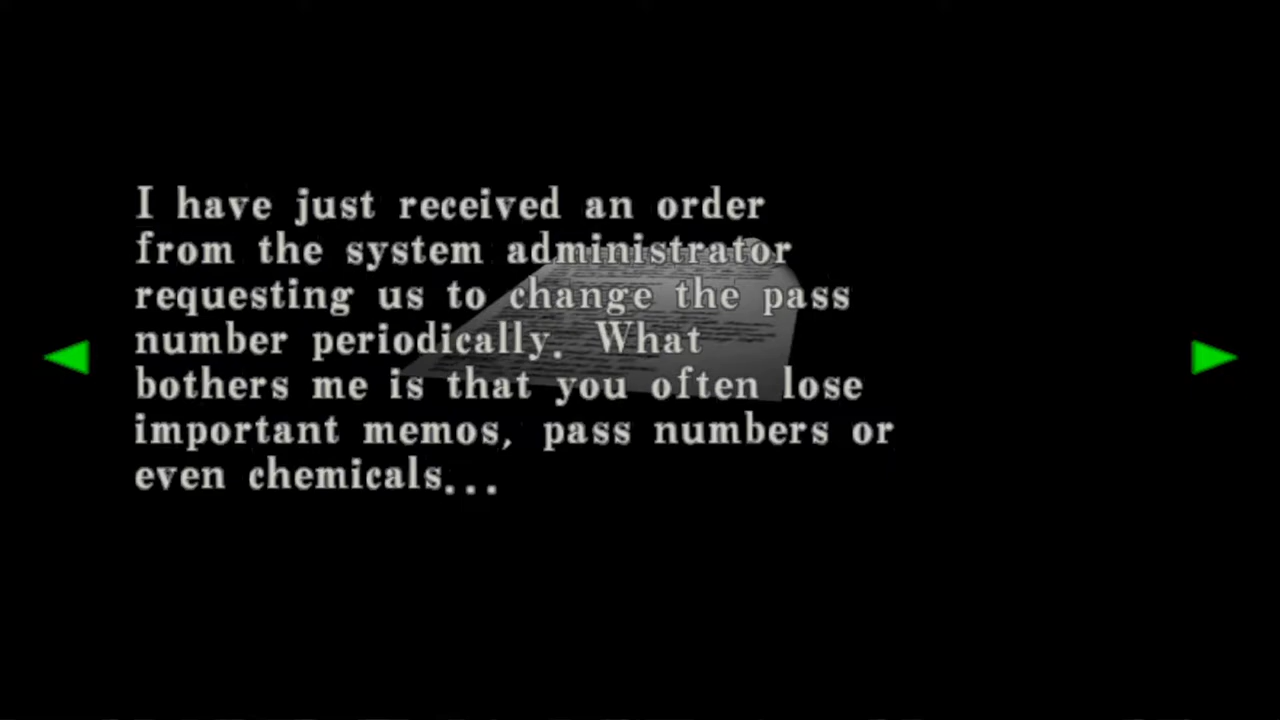 I have just received an order
from the system administrator
requesting us to change the pass
number periodically. What
bothers me is that you often lose
important memos, pass numbers or
even chemicals...